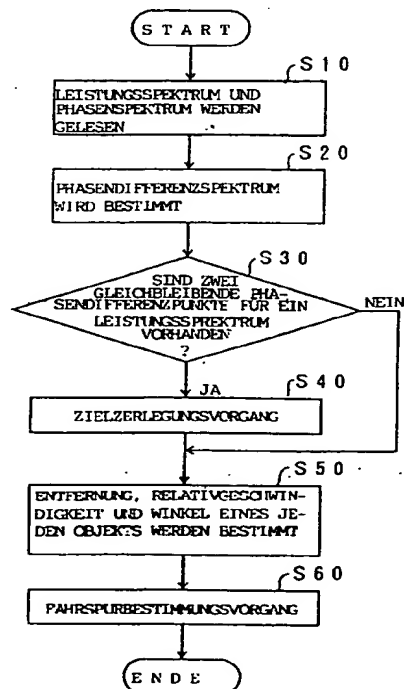 START
S10
LEISTUNGSSPEKTRUM UND
PHASENSPEKTRUM WERDEN
GELESEN
S20
PHASENDIFFERENZSPEKTRUM
WIRD BESTIMMT
S30
SIND ZWEI
GLEICHBLEIBENDE PHA-
SENDIFFERENZPUNKTE FÜR EIN
LEISTUNGSSPREKTRUM
VORHANDEN
?
NEIN
JA
S40
ZIELZERLEGUNGSVORGANG
S50
ENTFERNUNG, RELATIVGESCHWIN-
DIGKEIT UND WINKEL EINES JE-
DEN OBJEKTS WERDEN BESTIMMT
S60
FAHRSPURBESTIMMUNGSVORGANG
ENDE